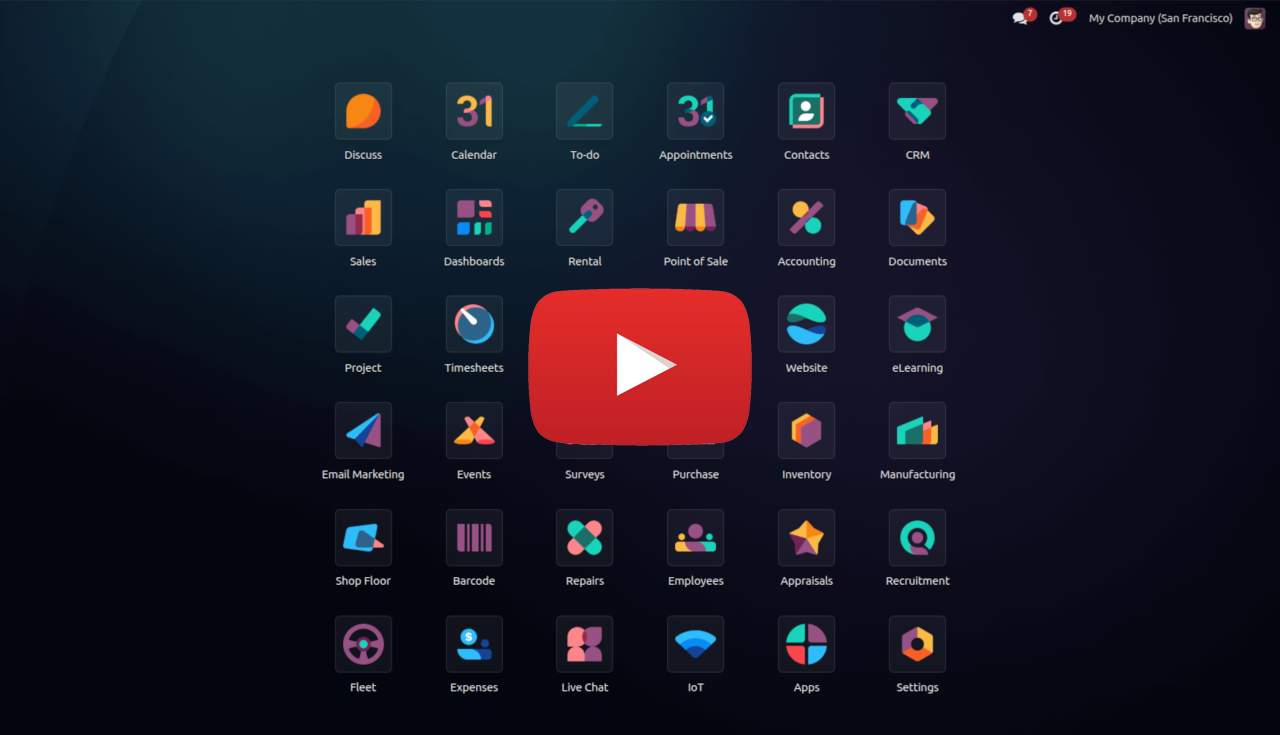 7 19 My Company (San Francisco)
31 31
Discuss Calendar To-do Appointments Contacts CRM
Sales Dashboards Rental Point of Sale Accounting Documents
Project Timesheets Website eLearning
Email Marketing Events Surveys Purchase Inventory Manufacturing
Shop Floor Barcode Repairs Employees Appraisals Recruitment
$
Fleet Expenses Live Chat IoT Apps Settings